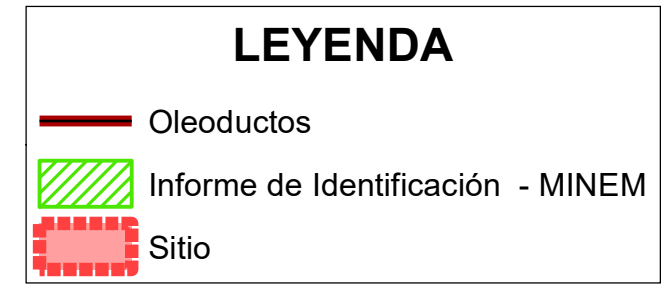 LEYENDA
Oleoductos
Informe de Identificación - MINEM
Sitio